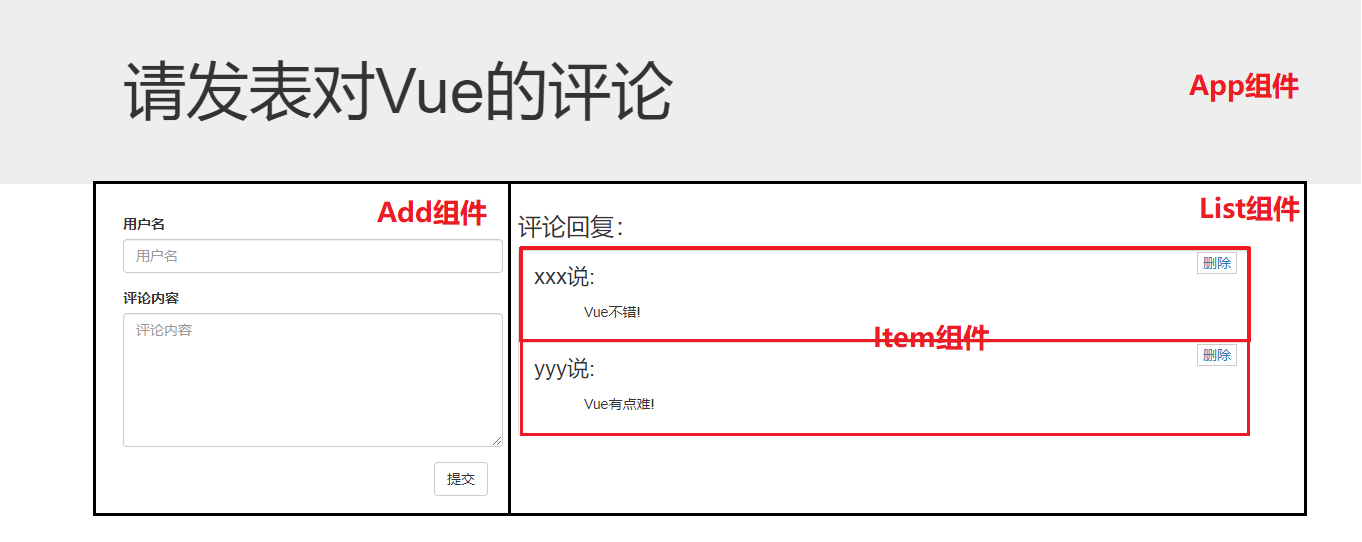 请发表对Vue的评论
App组件
Add组件
用户名
用户名
评论内容
评论内容
提交
List组件
评论回复：
xxx说:
删除
Vue不错!
Item组件
yyy说:
删除
Vue有点难!